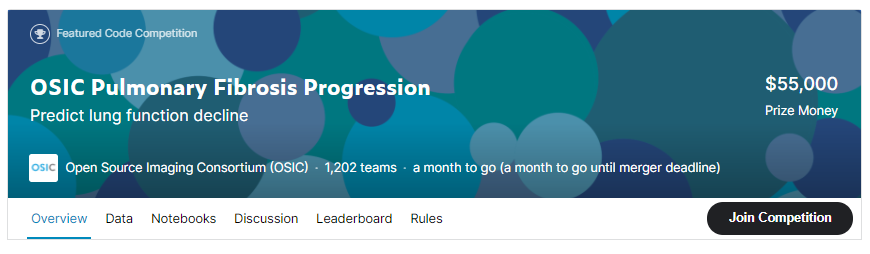 Featured Code Competition
OSIC Pulmonary Fibrosis Progression
$55,000
Predict lung function decline
Prize Money
OSIC Open Source Imaging Consortium (OSIC) · 1,202 teams · a month to go (a month to go until merger deadline)
Overview Data Notebooks Discussion Leaderboard Rules Join Competition